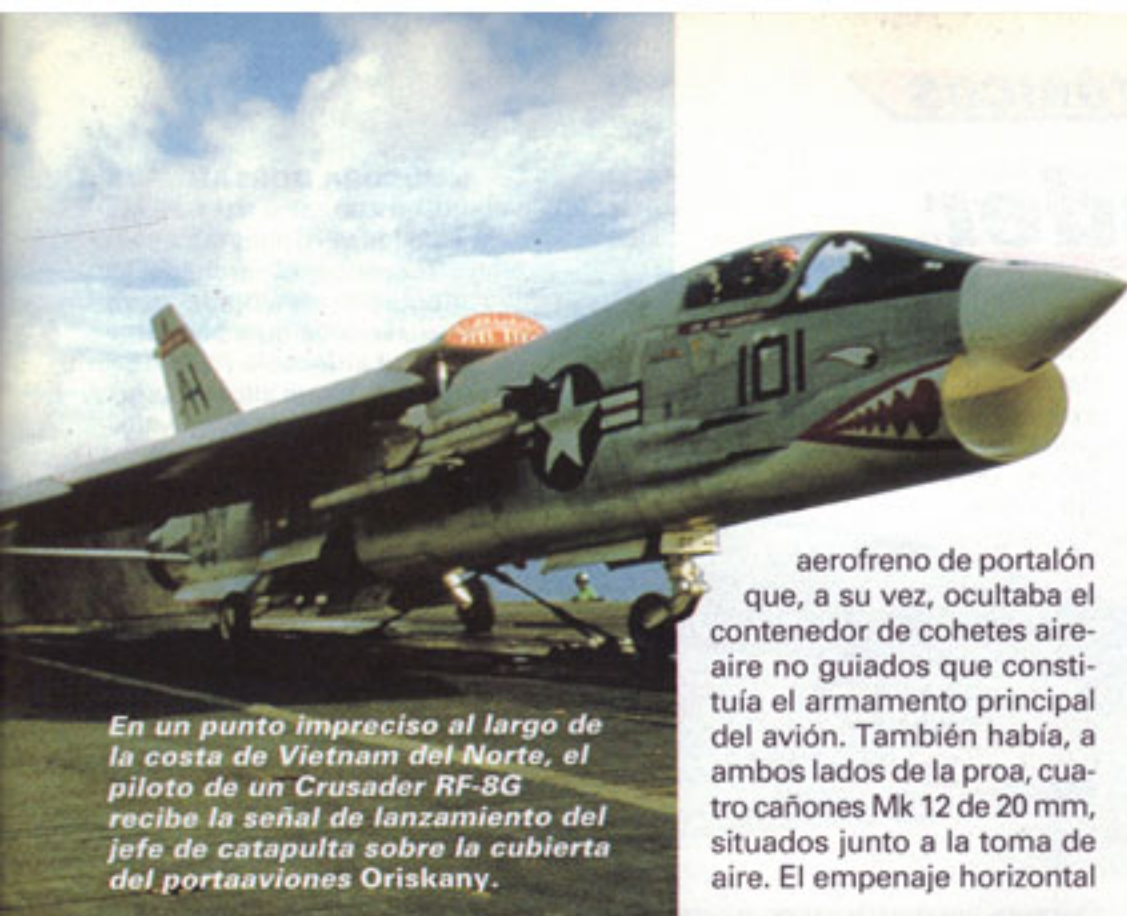 AH
101
En un punto impreciso al largo de
la costa de Vietnam del Norte, el
piloto de un Crusader RF-8G
recibe la señal de lanzamiento del
jefe de catapulta sobre la cubierta
del portaaviones Oriskany.
aerofreno de portalón
que, a su vez, ocultaba el
contenedor de cohetes aire-
aire no guiados que consti-
tuía el armamento principal
del avión. También había, a
ambos lados de la proa, cua-
tro cañones Mk 12 de 20 mm,
situados junto a la toma de
aire. El empenaje horizontal